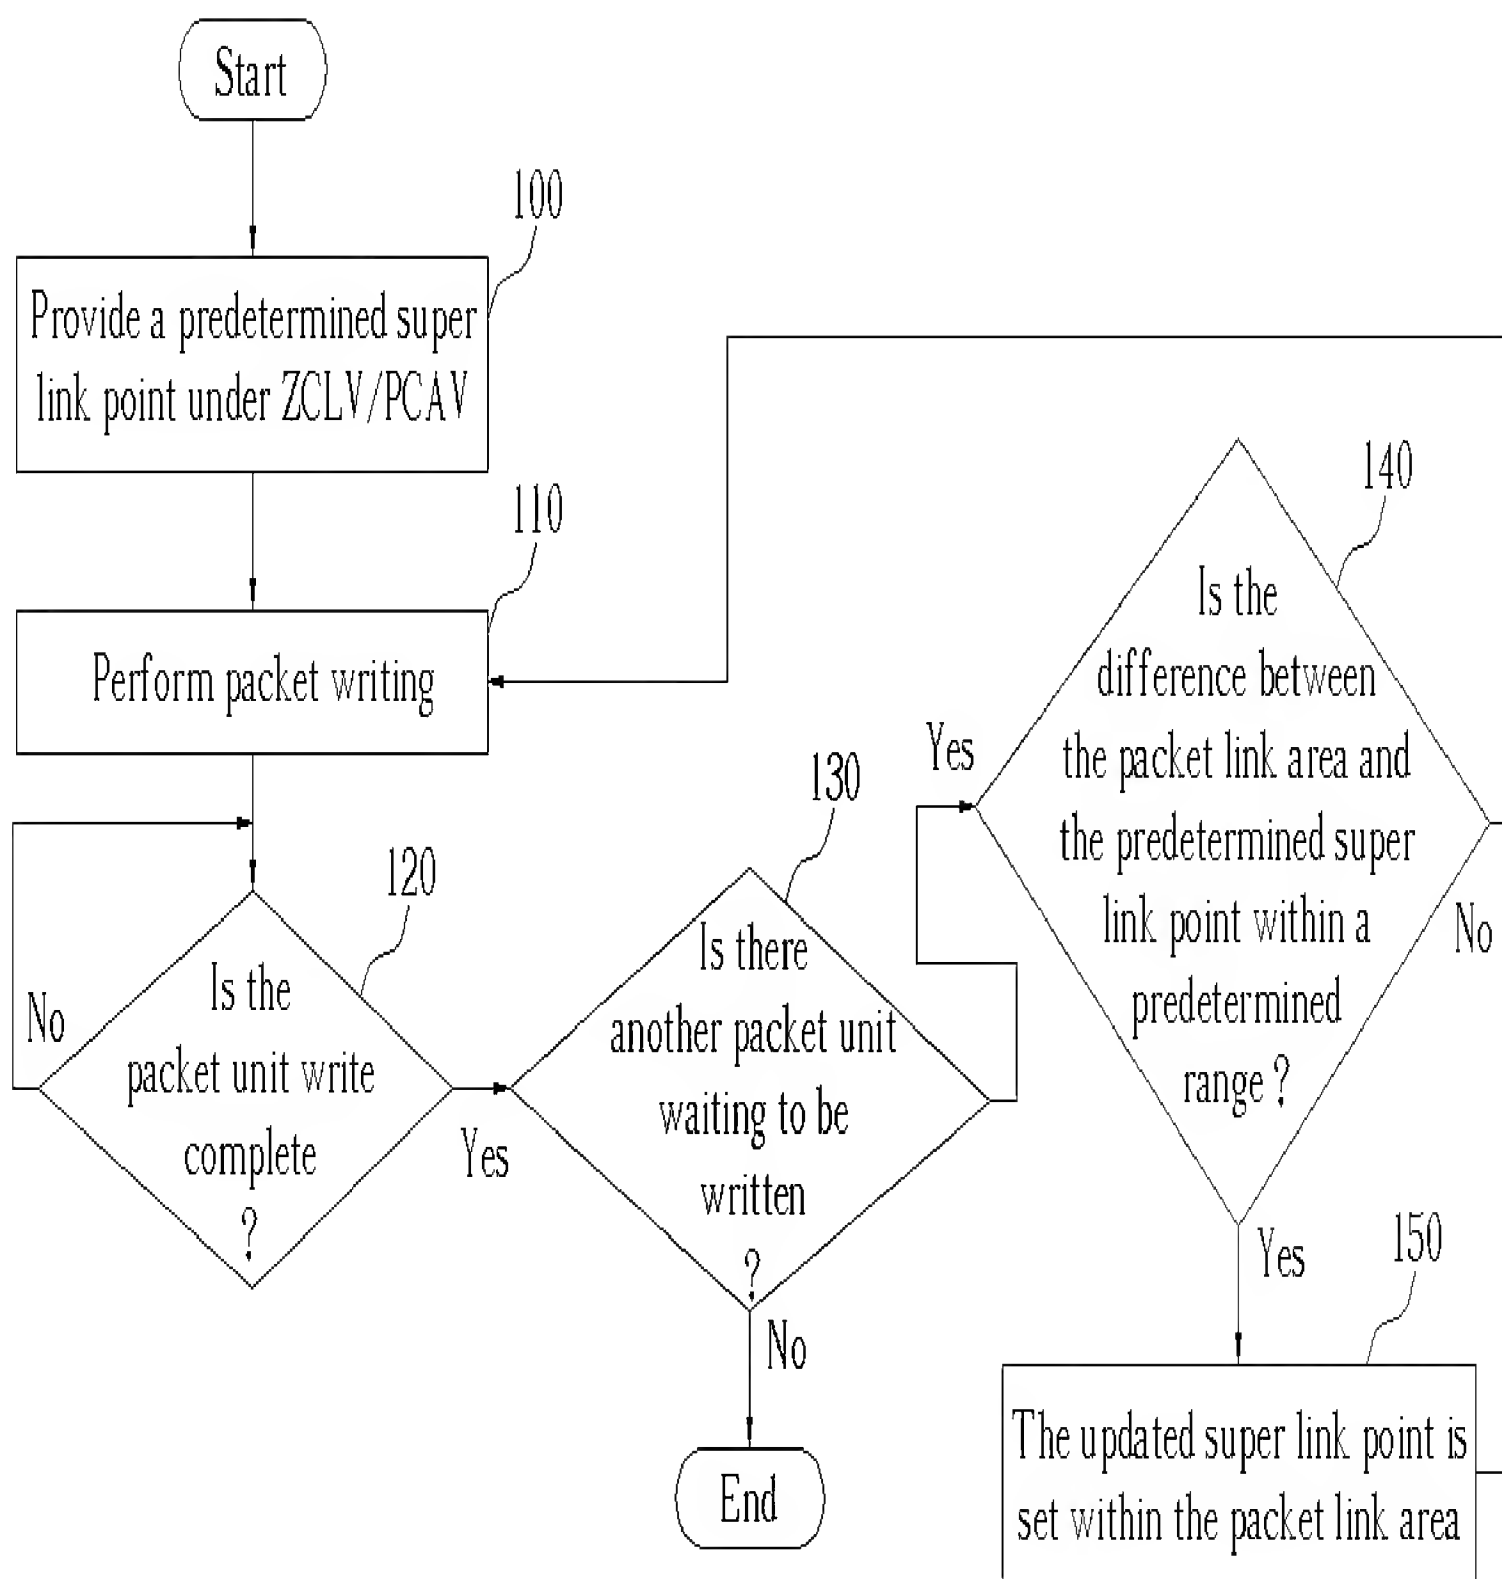 Start
100
Provide a predetermined super
link point under ZCLV/PCAV
110
Perform packet writing
120
Is the
packet unit write
complete
?
No
Yes
130
Is there
another packet unit
waiting to be
written
?
No
End
Yes
140
Is the
difference between
the packet link area and
the predetermined super
link point within a
predetermined
range ?
No
Yes
150
The updated super link point is
set within the packet link area